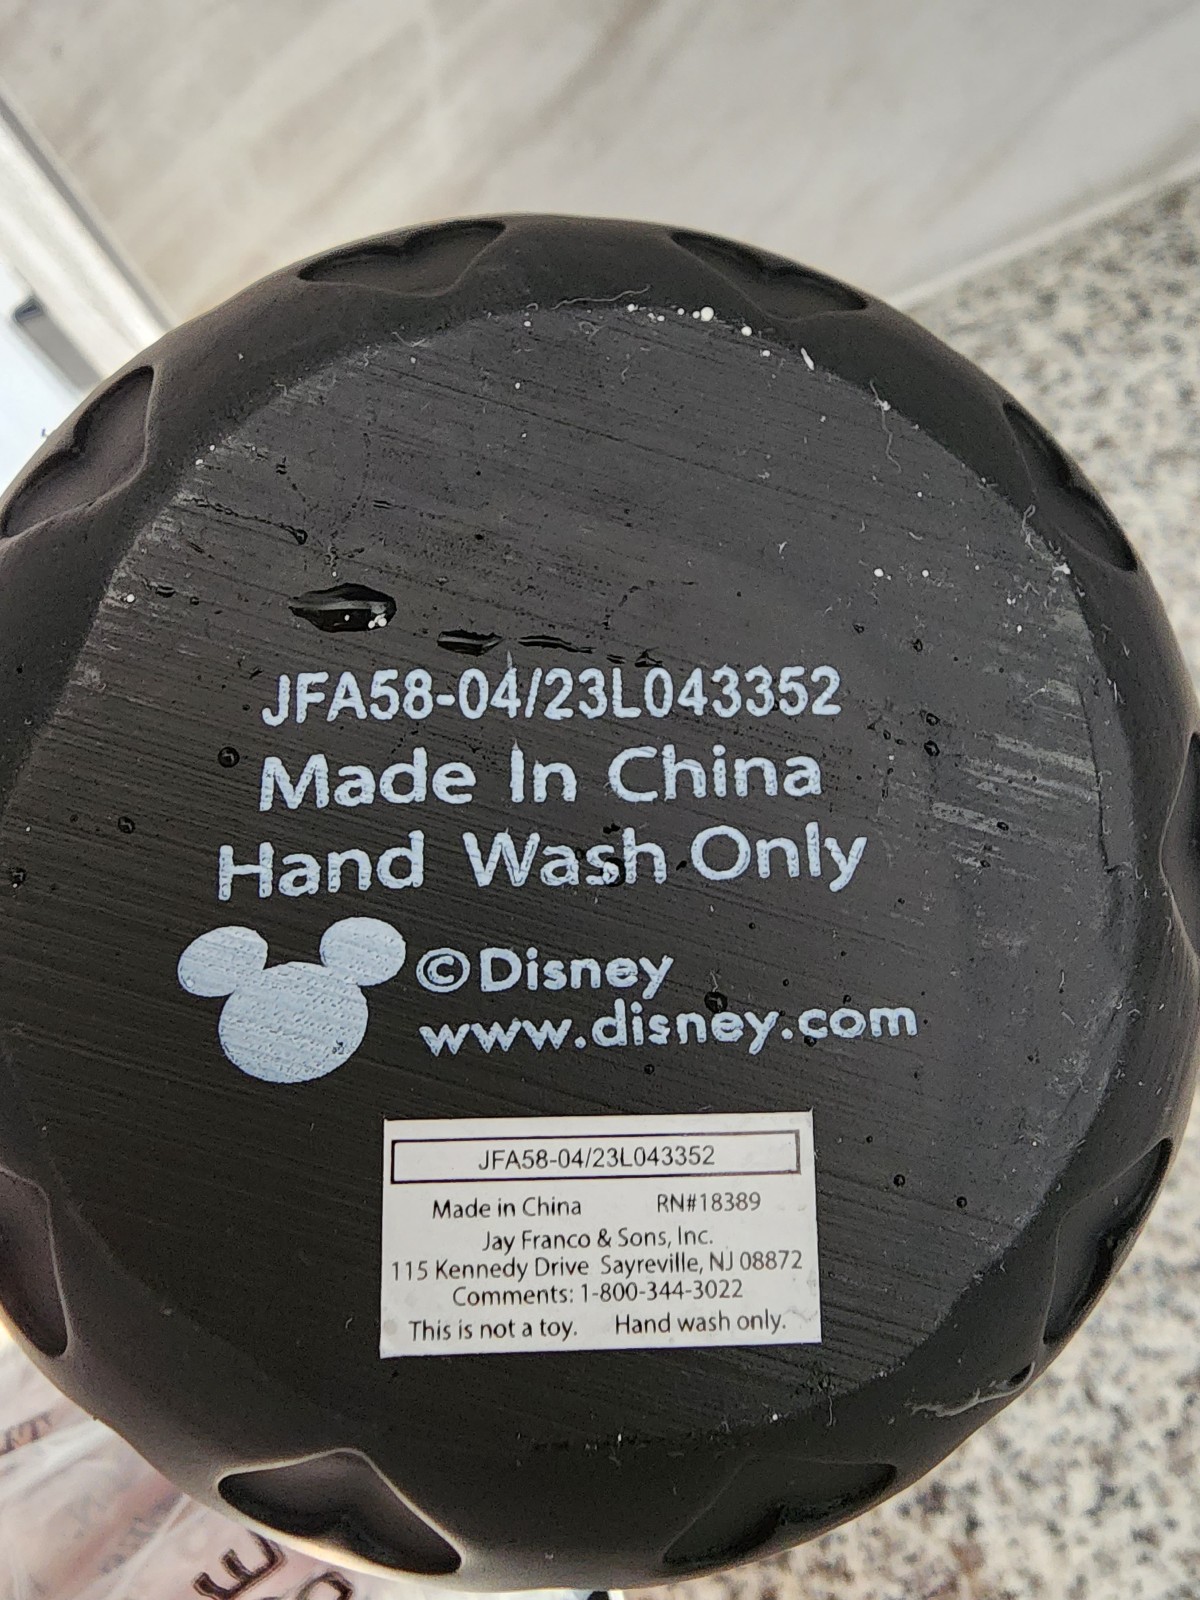 JFA58-04/23L043352
Made In China
Hand Wash Only
©Disney
www.disney.com
JFA58-04/23L043352
Made in China RN#18389
Jay Franco & Sons, Inc.
115 Kennedy Drive Sayreville, NJ 08872
Comments: 1-800-344-3022
This is not a toy. Hand wash only.